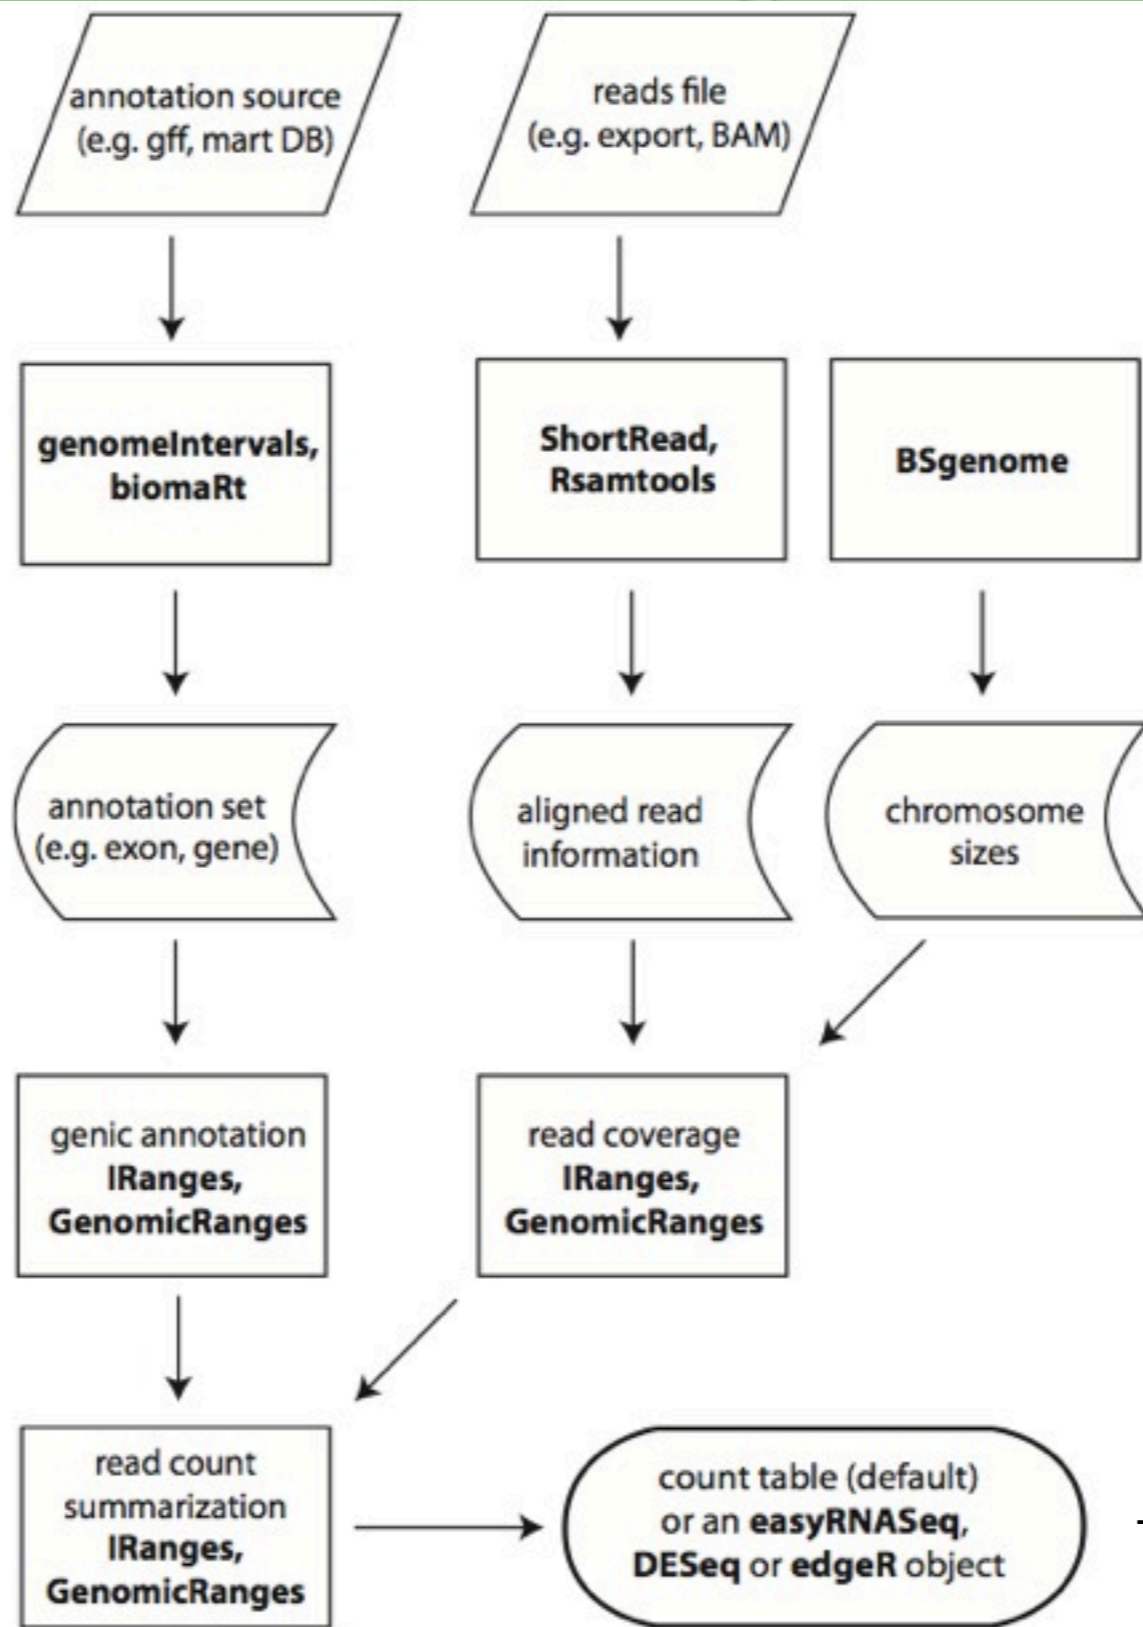 annotation source
(e.g. gff, mart DB)
reads file
(e.g. export, BAM)
genomeIntervals,
biomaRt
ShortRead,
Rsamtools
BSgenome
annotation set
(e.g. exon, gene)
aligned read
information
chromosome
sizes
genic annotation
IRanges,
GenomicRanges
read coverage
IRanges,
GenomicRanges
read count
summarization
IRanges,
GenomicRanges
count table (default)
or an easyRNASeq,
DESeq or edgeR object